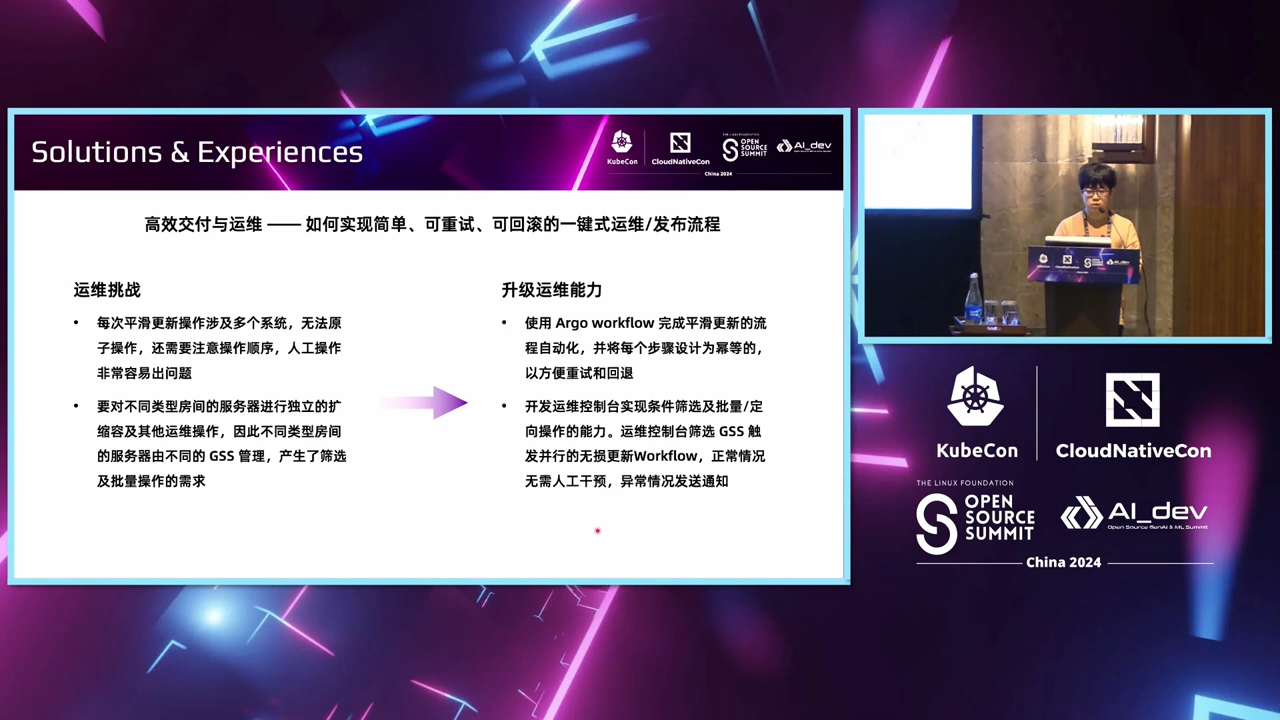 Solutions & Experiences
KubeCon
CloudNativeCon
THE LINUX FOUNDATION
OPEN
SOURCE
SUMMIT
AI_dev
China 2024
高效交付与运维 —— 如何实现简单、可重试、可回滚的一键式运维/发布流程
运维挑战
• 每次平滑更新操作涉及多个系统，无法原
子操作，还需要注意操作顺序，人工操作
非常容易出问题
• 要对不同类型房间的服务器进行独立的扩
缩容及其他运维操作，因此不同类型房间
的服务器由不同的 GSS 管理，产生了筛选
及批量操作的需求
升级运维能力
• 使用 Argo workflow 完成平滑更新的流
程自动化，并将每个步骤设计为幂等的，
以方便重试和回退
• 开发运维控制台实现条件筛选及批量/定
向操作的能力。运维控制台筛选 GSS 触
发并行的无损更新Workflow，正常情况
无需人工干预，异常情况发送通知
KubeCon
CloudNativeCon
THE LINUX FOUNDATION
OPEN
SOURCE
SUMMIT
AI_dev
Open Source GenAI & ML Summit
China 2024